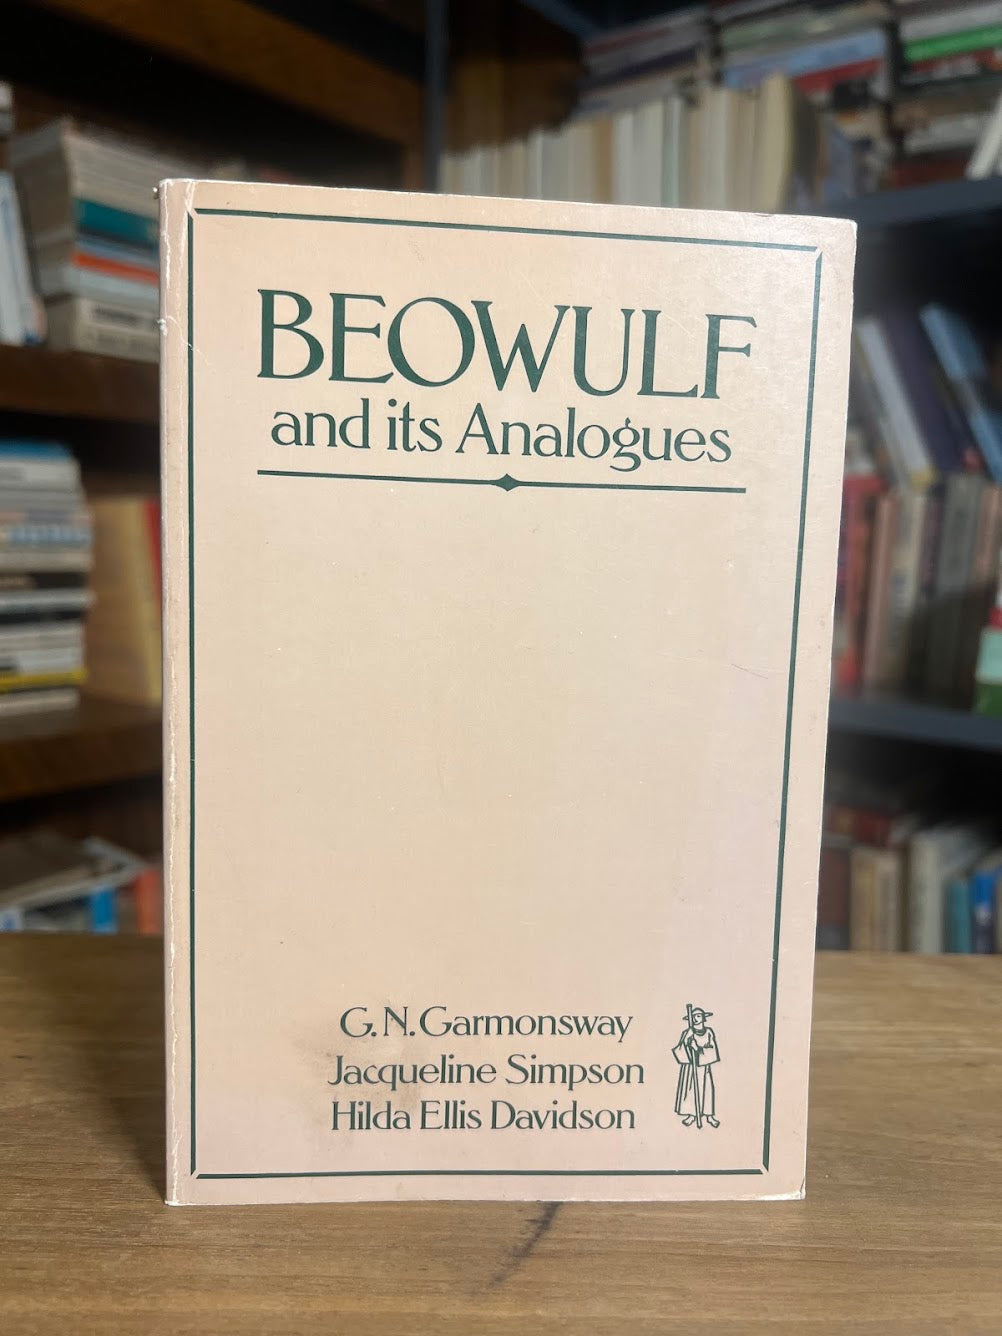 BEOWULF
and its Analogues
G. N. Garmonsway
Jacqueline Simpson
Hilda Ellis Davidson